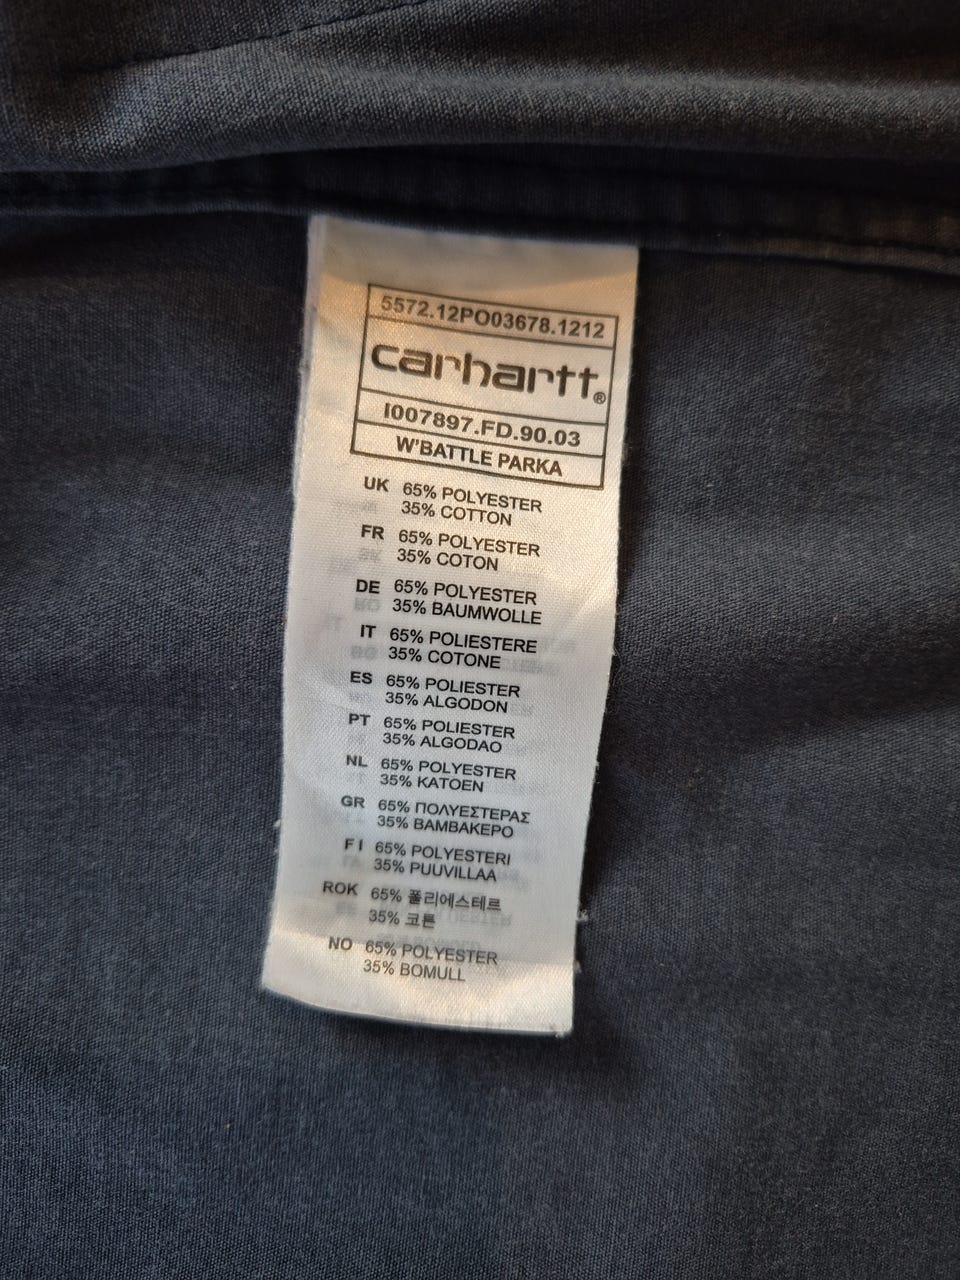 5572.12PO03678.1212
carhartt®
I007897.FD.90.03
W'BATTLE PARKA
UK 65% POLYESTER
35% COTTON
FR 65% POLYESTER
35% COTON
DE 65% POLYESTER
35% BAUMWOLLE
IT 65% POLIESTERE
35% COTONE
ES 65% POLIESTER
35% ALGODON
PT 65% POLIESTER
35% ALGODAO
NL 65% POLYESTER
35% KATOEN
GR 65% ΠΟΛΥΕΣΤΕΡΑΣ
35% ΒΑΜΒΑΚΕΡΟ
FI 65% POLYESTERI
35% PUUVILLAA
ROK 65% 폴리에스테르
35% 코튼
NO 65% POLYESTER
35% BOMULL